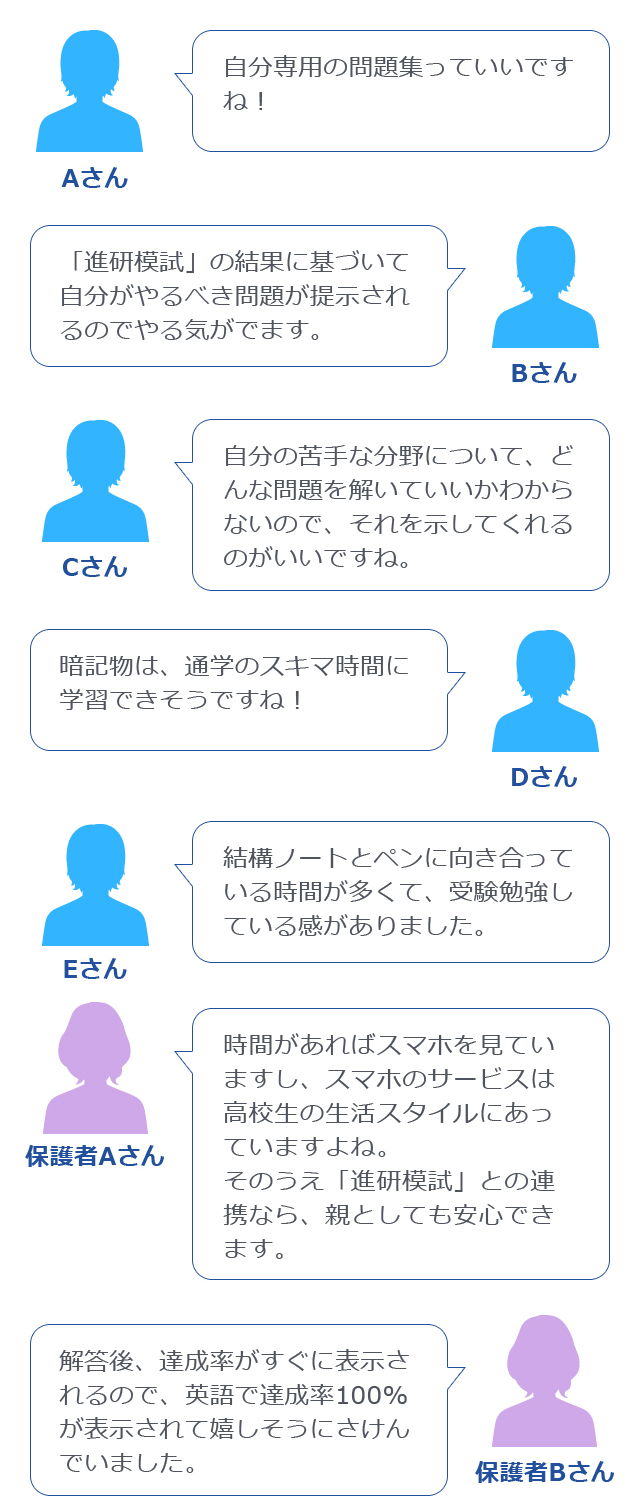 自分専用の問題集っていいです
ね！
Aさん
「進研模試」の結果に基づいて
自分がやるべき問題が提示され
るのでやる気がでます。
Bさん
自分の苦手な分野について、ど
んな問題を解いていいかわから
ないので、それを示してくれる
のがいいですね。
Cさん
暗記物は、通学のスキマ時間に
学習できそうですね！
Dさん
結構ノートとペンに向き合って
いる時間が多くて、受験勉強し
ている感がありました。
Eさん
時間があればスマホを見てい
ますし、スマホのサービスは
高校生の生活スタイルにあっ
ていますよね。
そのうえ「進研模試」との連
携なら、親としても安心でき
ます。
保護者Aさん
解答後、達成率がすぐに表示さ
れるので、英語で達成率100%
が表示されて嬉しそうにさけん
でいました。
保護者Bさん